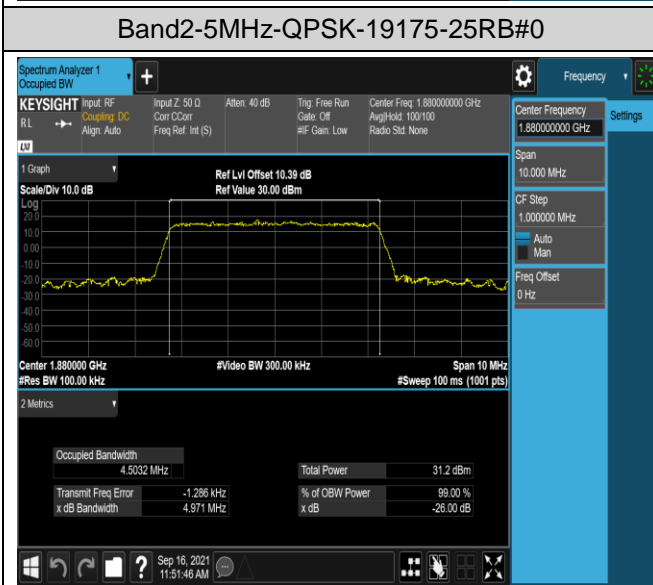 Band2-5MHz-QPSK-19175-25RB#0
Spectrum Analyzer 1
Occupied BW
Frequency
KEYSIGHT
RL
Input: RF
Coupling: DC
Align: Auto
Input Z: 50 Ω
Corr CCorr
Freq Ref: Int (S)
Atten: 40 dB
Trig: Free Run
Gate: Off
#IF Gain: Low
Center Freq: 1.880000000 GHz
Avg|Hold: 100/100
Radio Std: None
LXI
Center Frequency
1.880000000 GHz
Settings
Span
10.000 MHz
CF Step
1.000000 MHz
Auto
Man
Freq Offset
0 Hz
1 Graph
Scale/Div 10.0 dB
Ref Lvl Offset 10.39 dB
Ref Value 30.00 dBm
Log
20.0
10.0
0.00
-10.0
-20.0
-30.0
-40.0
-50.0
-60.0
Center 1.880000 GHz
#Res BW 100.00 kHz
#Video BW 300.00 kHz
Span 10 MHz
#Sweep 100 ms (1001 pts)
2 Metrics
Occupied Bandwidth
4.5032 MHz
Total Power 31.2 dBm
Transmit Freq Error -1.286 kHz
% of OBW Power 99.00 %
x dB Bandwidth 4.971 MHz
x dB -26.00 dB
?
Sep 16, 2021
11:51:46 AM